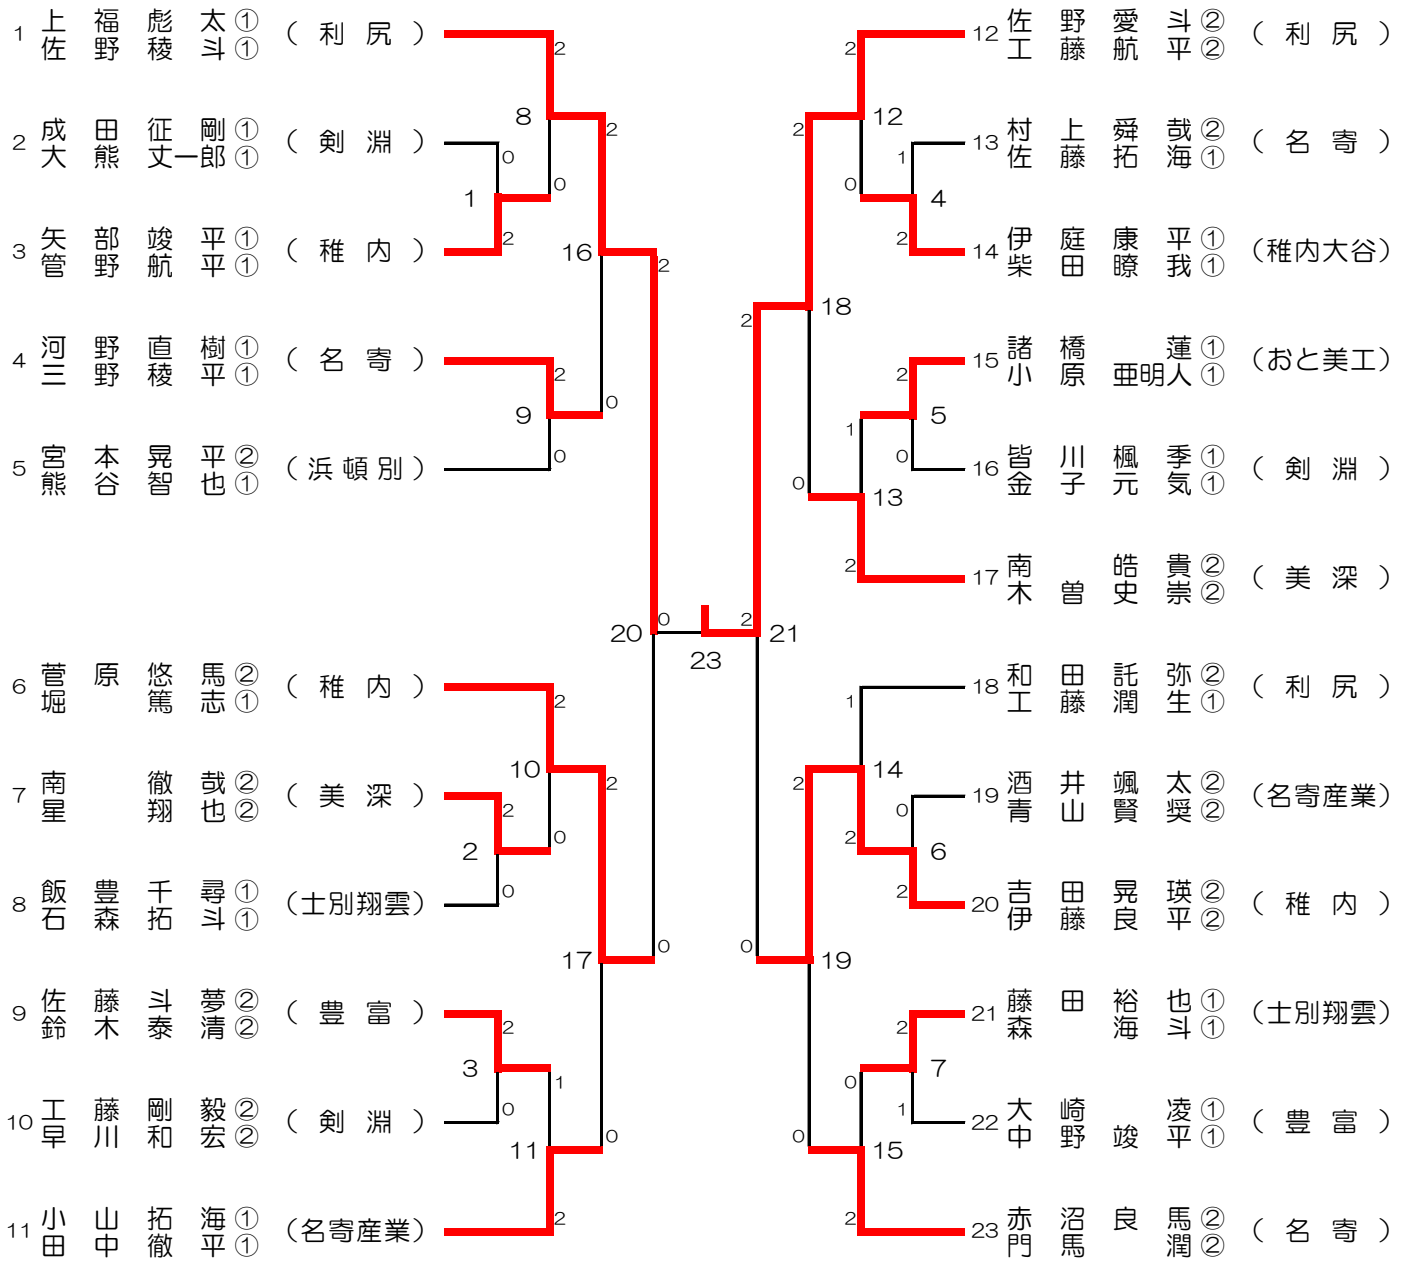 1 上福彪太① (利尻)
佐野稜斗①
2 成田征剛① (剣淵)
大熊丈一郎①
3 矢部竣平① (稚内)
管野航平①
4 河野直樹① (名寄)
三野稜平①
5 宮本晃平② (浜頓別)
熊谷智也①
6 菅原悠馬② (稚内)
堀篤志①
7 南徹哉② (美深)
星翔也②
8 飯豊千尋① (士別翔雲)
石森拓斗①
9 佐藤斗夢② (豊富)
鈴木泰清②
10 工藤剛毅② (剣淵)
早川和宏②
11 小山拓海① (名寄産業)
田中徹平①
2
8
2
0
0
1
2
16
2
2
9
0
0
20
0
2
10
2
2
0
2
0
17
0
2
3
1
0
11
0
2
23
2
12
2
1
0
4
2
18
2
2
5
1
0
0
13
2
2
21
1
14
2
0
2
6
2
0
19
2
7
0
1
0
15
2
12 佐野愛斗② (利尻)
工藤航平②
13 村上舜哉② (名寄)
佐藤拓海①
14 伊庭康平① (稚内大谷)
柴田瞭我①
15 諸橋蓮① (おと美工)
小原亜明人①
16 皆川楓季① (剣淵)
金子元気①
17 南皓貴② (美深)
木曽史崇②
18 和田託弥② (利尻)
工藤潤生①
19 酒井颯太② (名寄産業)
青山賢奨②
20 吉田晃瑛② (稚内)
伊藤良平②
21 藤田裕也① (士別翔雲)
森海斗①
22 大崎凌① (豊富)
中野竣平①
23 赤沼良馬② (名寄)
門馬潤②